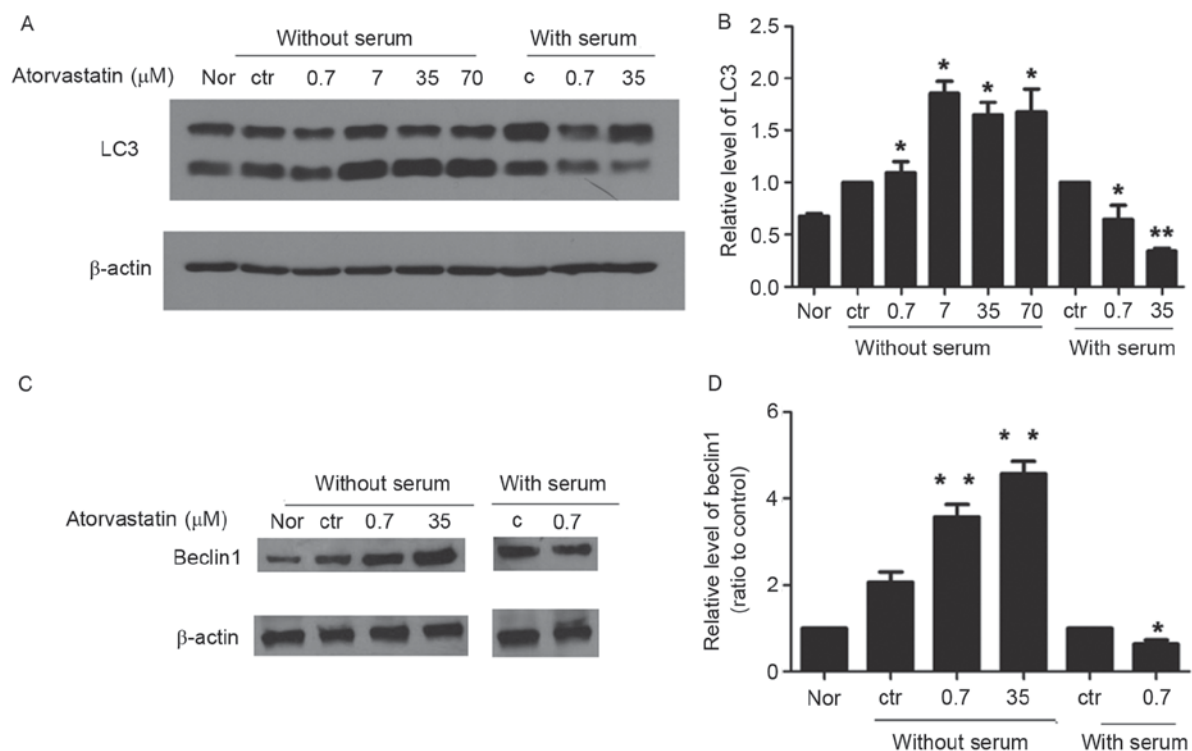 A
Without serum With serum
Atorvastatin (μM) Nor ctr 0.7 7 35 70 c 0.7 35
LC3
β-actin
B
Relative level of LC3
2.5
2.0
1.5
1.0
0.5
0.0
* * * * * **
Nor ctr 0.7 7 35 70 ctr 0.7 35
Without serum With serum
C
Without serum With serum
Atorvastatin (μM) Nor ctr 0.7 35 c 0.7
Beclin1
β-actin
D
Relative level of beclin1
(ratio to control)
6
4
2
0
* * * * *
Nor ctr 0.7 35 ctr 0.7
Without serum With serum